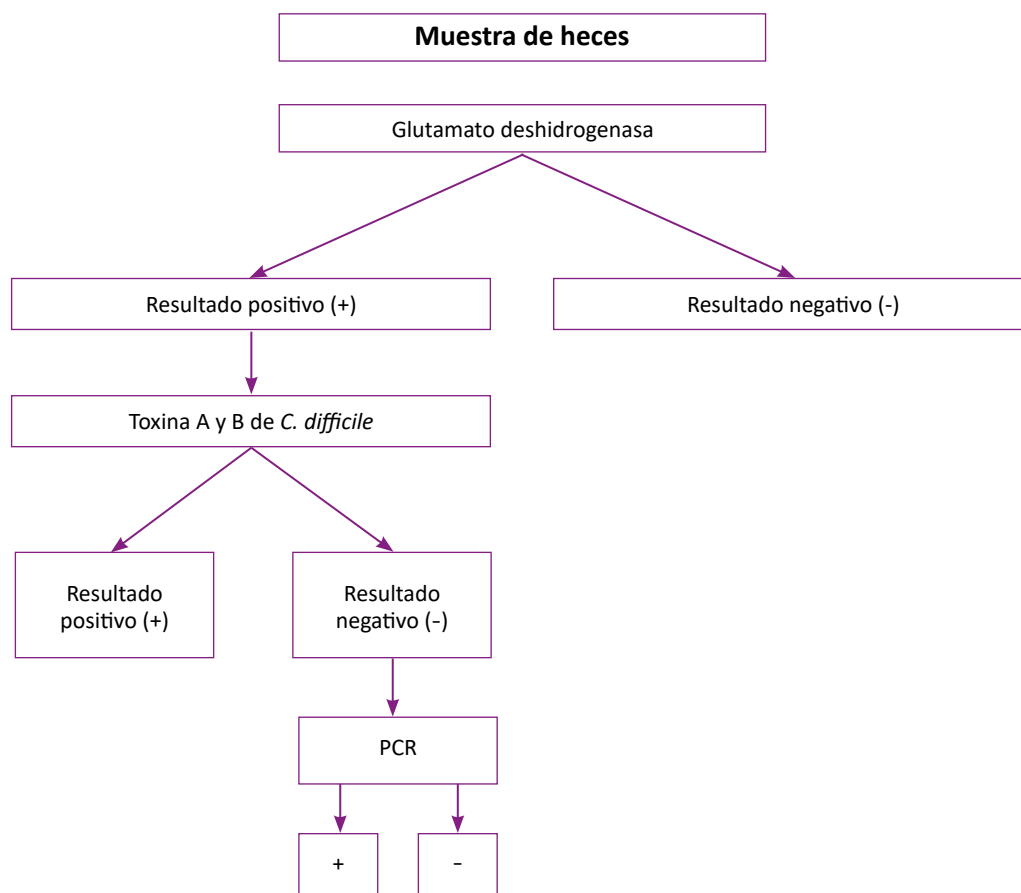 Muestra de heces
Glutamato deshidrogenasa
Resultado positivo (+)
Resultado negativo (-)
Toxina A y B de C. difficile
Resultado
positivo (+)
Resultado
negativo (-)
PCR
+
-